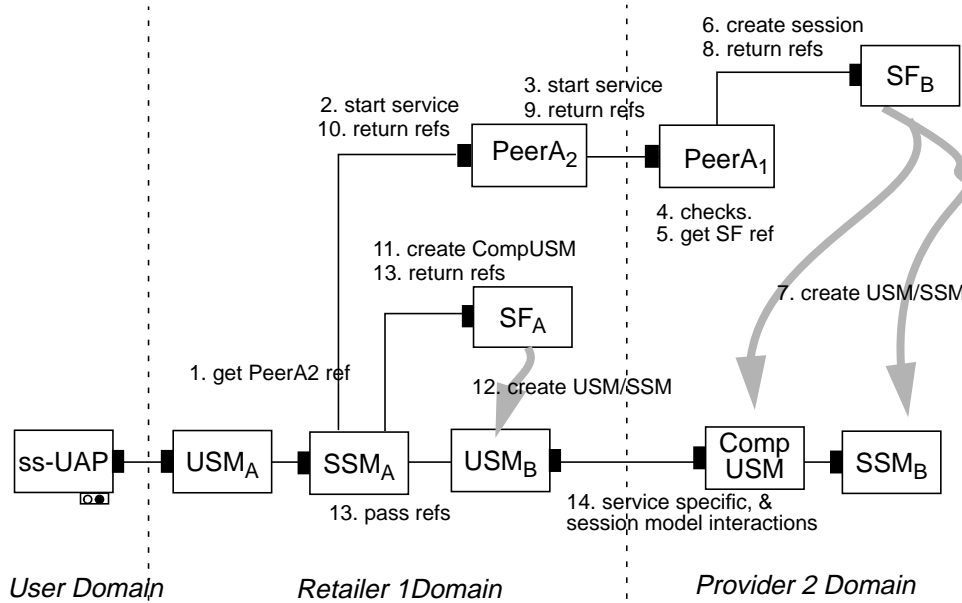 6. create session
8. return refs
SF_B
3. start service
9. return refs
2. start service
10. return refs
PeerA_2
PeerA_1
4. checks.
5. get SF ref
11. create CompUSM
13. return refs
SF_A
7. create USM/SSM
1. get PeerA2 ref
12. create USM/SSM
ss-UAP
USM_A
SSM_A
USM_B
Comp
USM
SSM_B
13. pass refs
14. service specific, &
session model interactions
User Domain
Retailer 1Domain
Provider 2 Domain